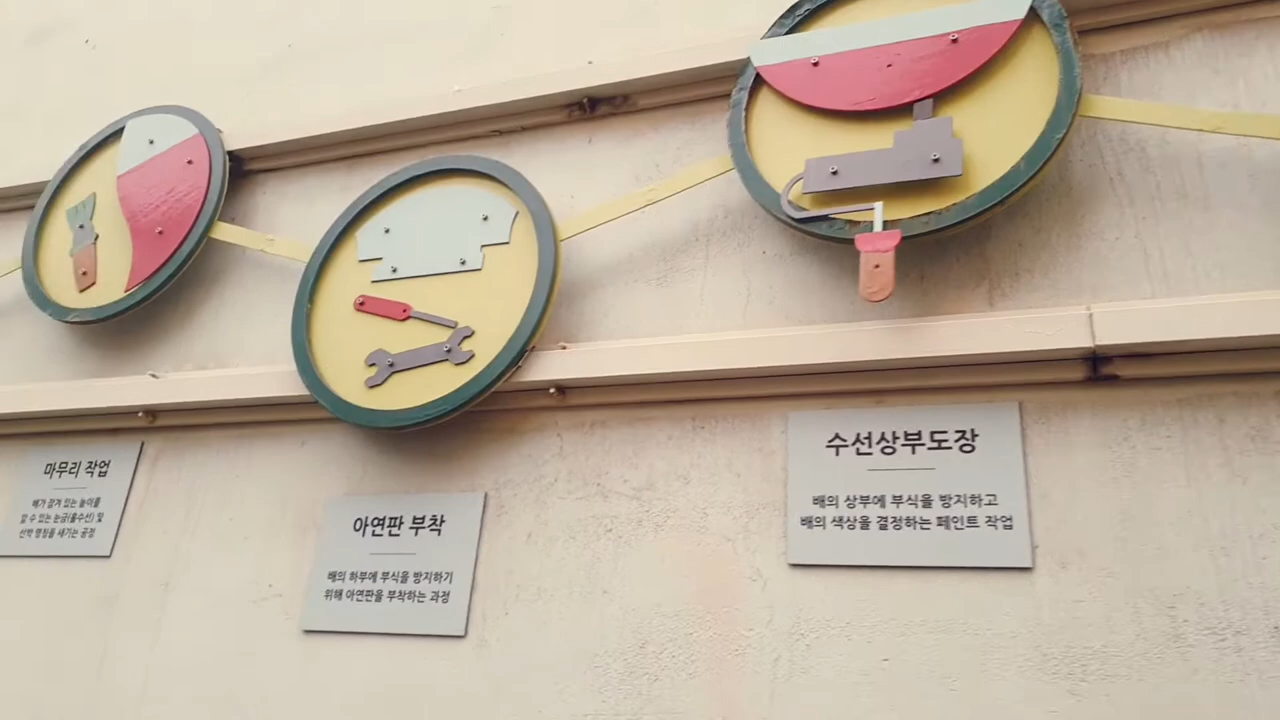 마무리 작업
배가 잠겨 있는 높이를
알 수 있는 눈금(홀수선) 및
선박 명칭을 새기는 공정
아연판 부착
배의 하부에 부식을 방지하기
위해 아연판을 부착하는 과정
수선상부도장
배의 상부에 부식을 방지하고
배의 색상을 결정하는 페인트 작업